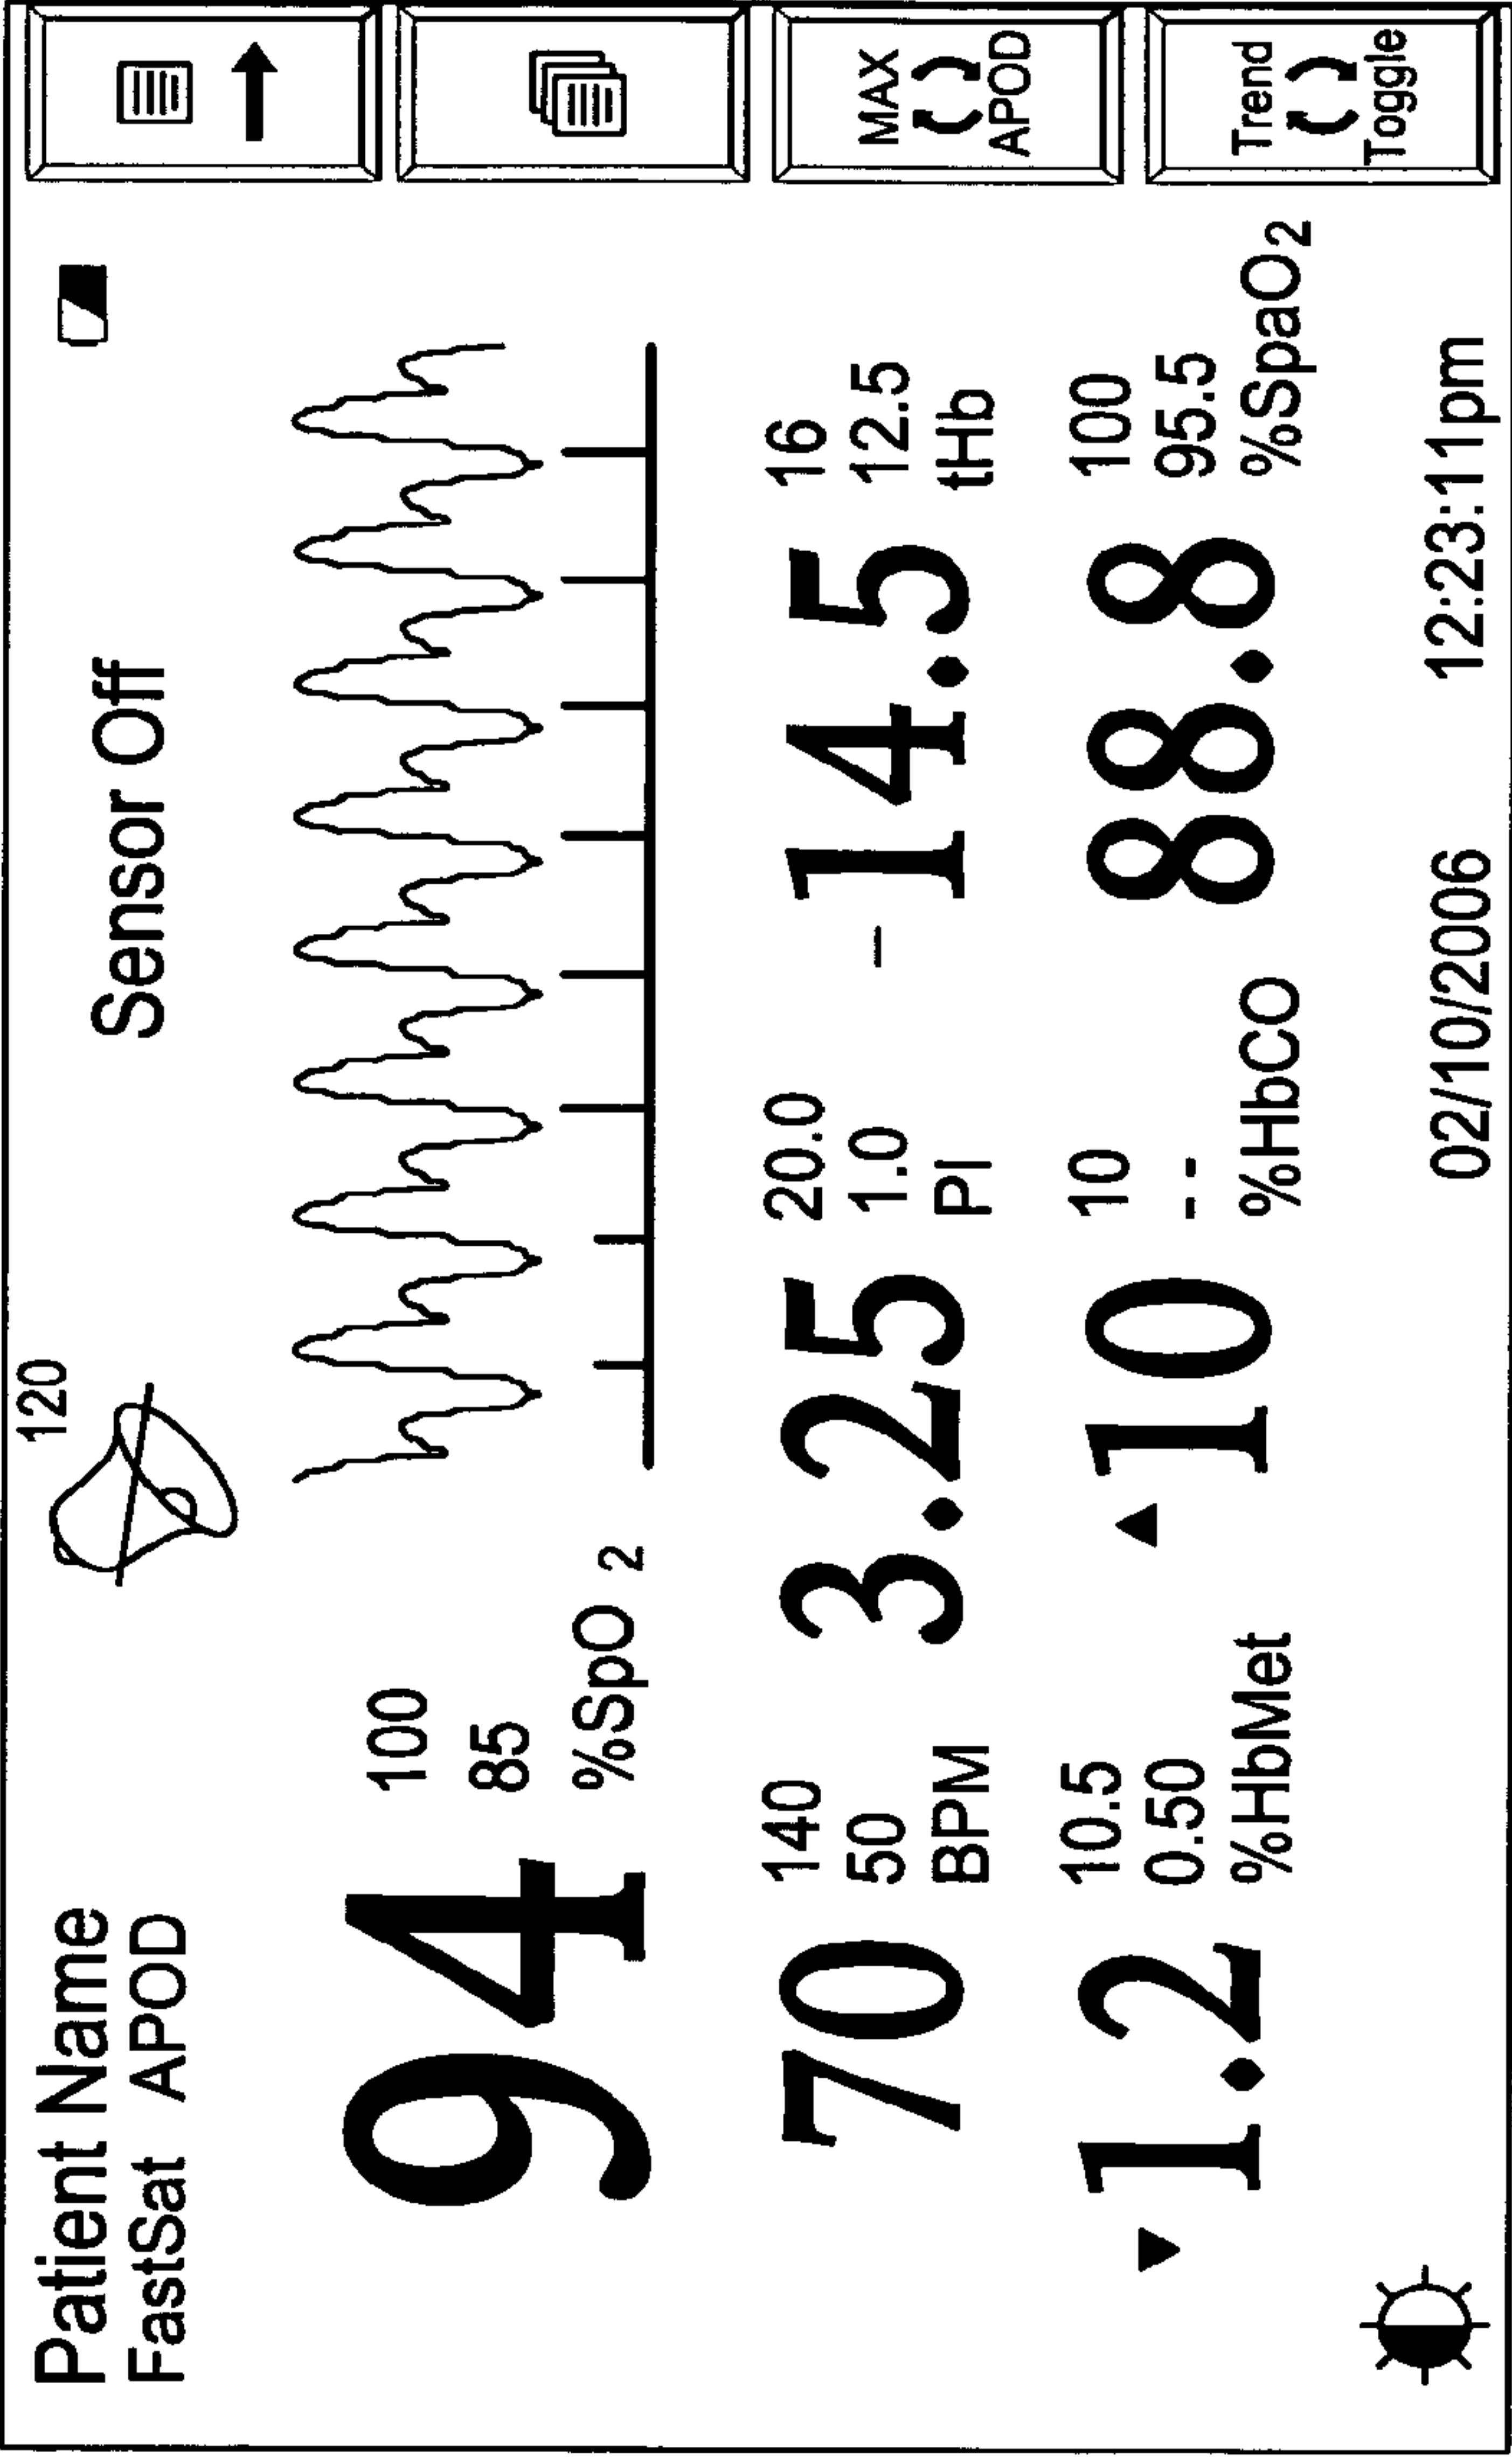 Patient Name
120
FastSat APOD
Sensor Off
94
100
85
%SpO 2
70
140
50
BPM
3.25
20.0
1.0
PI
– 14.5
16
12.5
tHb
▼ 1.2
10.5
0.50
%HbMet
▲ 10
10
--
%HbCO
88.8
100
95.5
%SpaO2
02/10/2006
12:23:11pm
MAX
APOD
Trend
Toggle